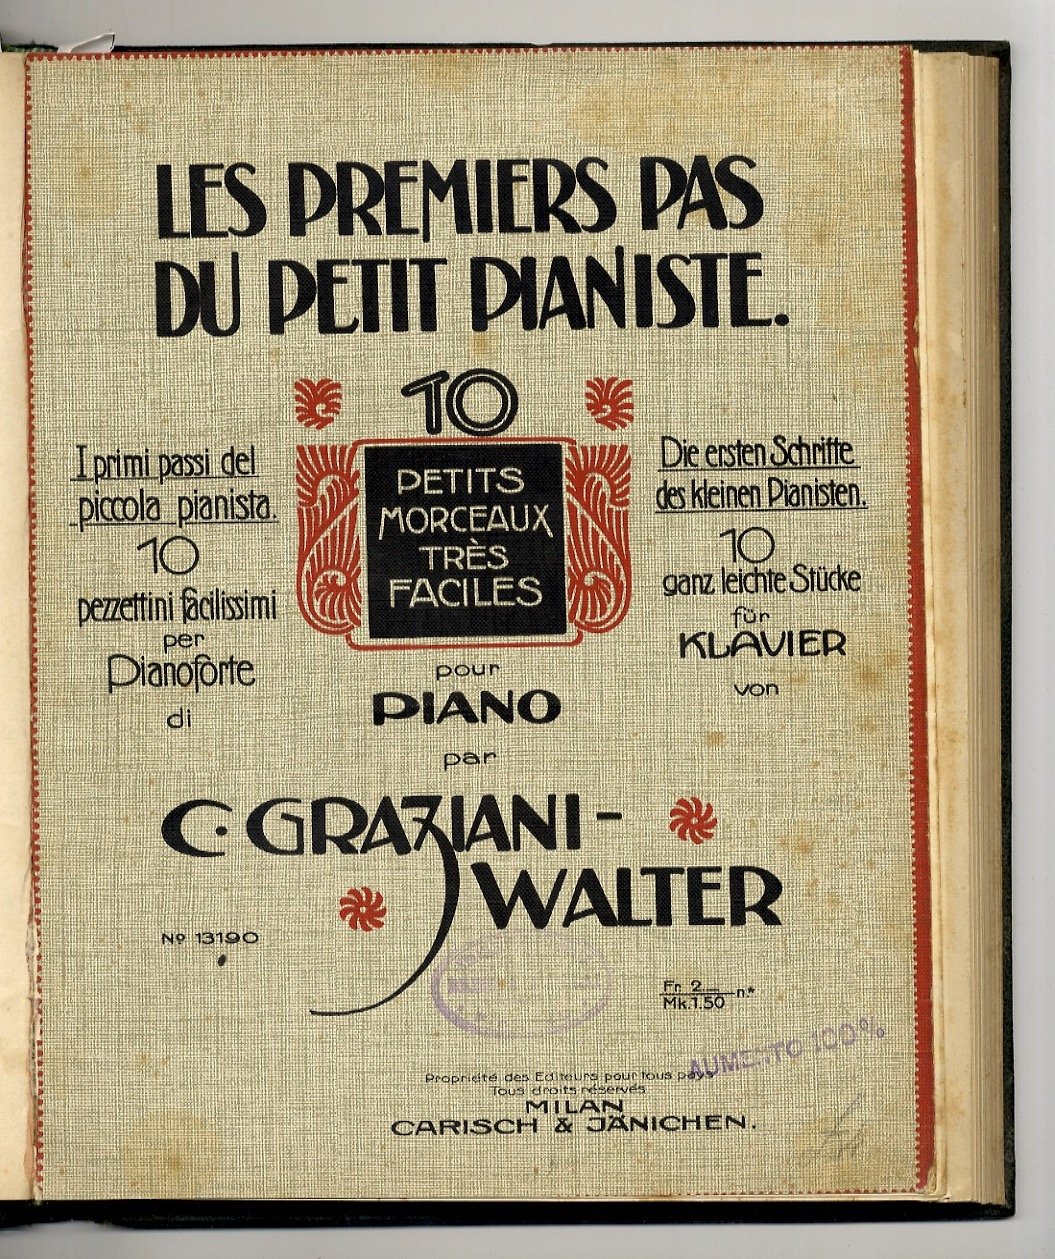 LES PREMIERS PAS
DU PETIT PIANISTE.
10
PETITS
MORCEAUX
TRÈS
FACILES
pour
PIANO
par
I primi passi del
piccola pianista.
10
pezzettini facilissimi
per
Pianoforte
di
Die ersten Schritte
des kleinen Pianisten.
10
ganz leichte Stücke
für
KLAVIER
von
C. GRAZIANI-
WALTER
No 13190
Fr. 2.—
Mk. 1.50 n.*
AUMENTO 100%
Propriété des Editeurs pour tous pays
Tous droits réservés
MILAN
CARISCH & JÄNICHEN.